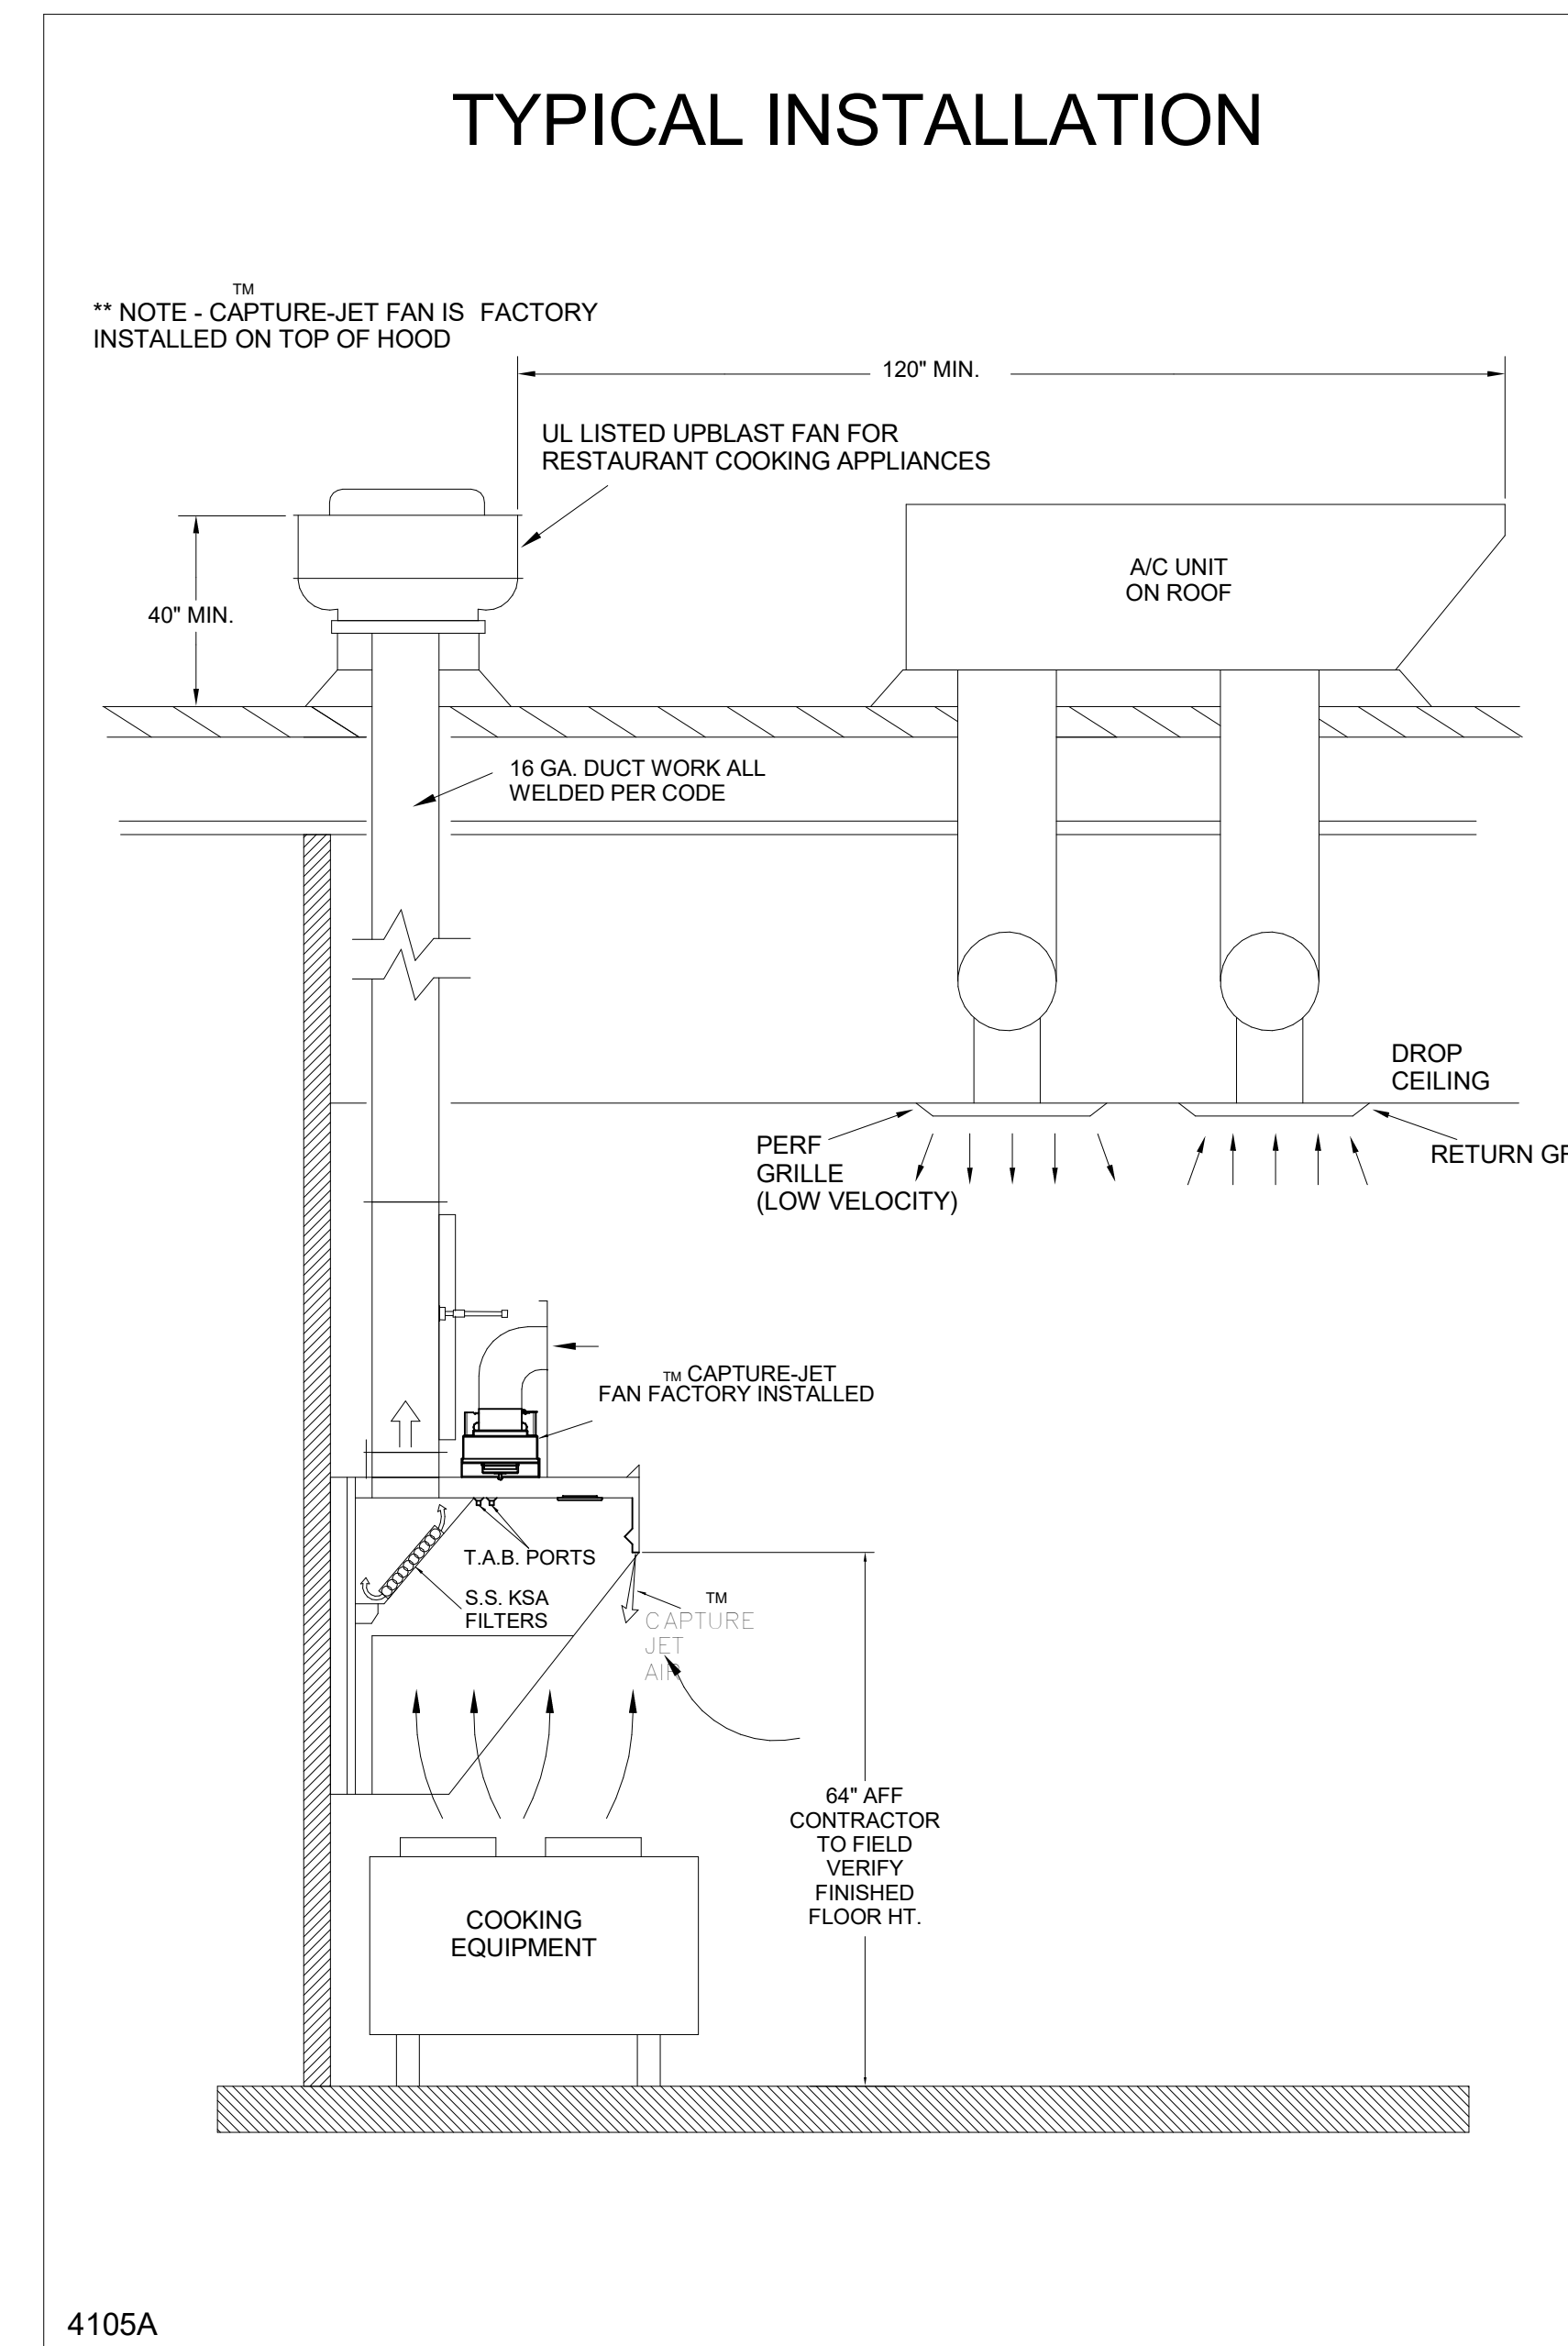 TYPICAL INSTALLATION
TM
** NOTE - CAPTURE-JET FAN IS FACTORY
INSTALLED ON TOP OF HOOD
120" MIN.
UL LISTED UPBLAST FAN FOR
RESTAURANT COOKING APPLIANCES
A/C UNIT
ON ROOF
40" MIN.
16 GA. DUCT WORK ALL
WELDED PER CODE
DROP
CEILING
PERF
GRILLE
(LOW VELOCITY)
RETURN
TM CAPTURE-JET
FAN FACTORY INSTALLED
T.A.B. PORTS
S.S. KSA
FILTERS
TM
CAPTURE
JET
AIR
64" AFF
CONTRACTOR
TO FIELD
VERIFY
FINISHED
FLOOR HT.
COOKING
EQUIPMENT
4105A